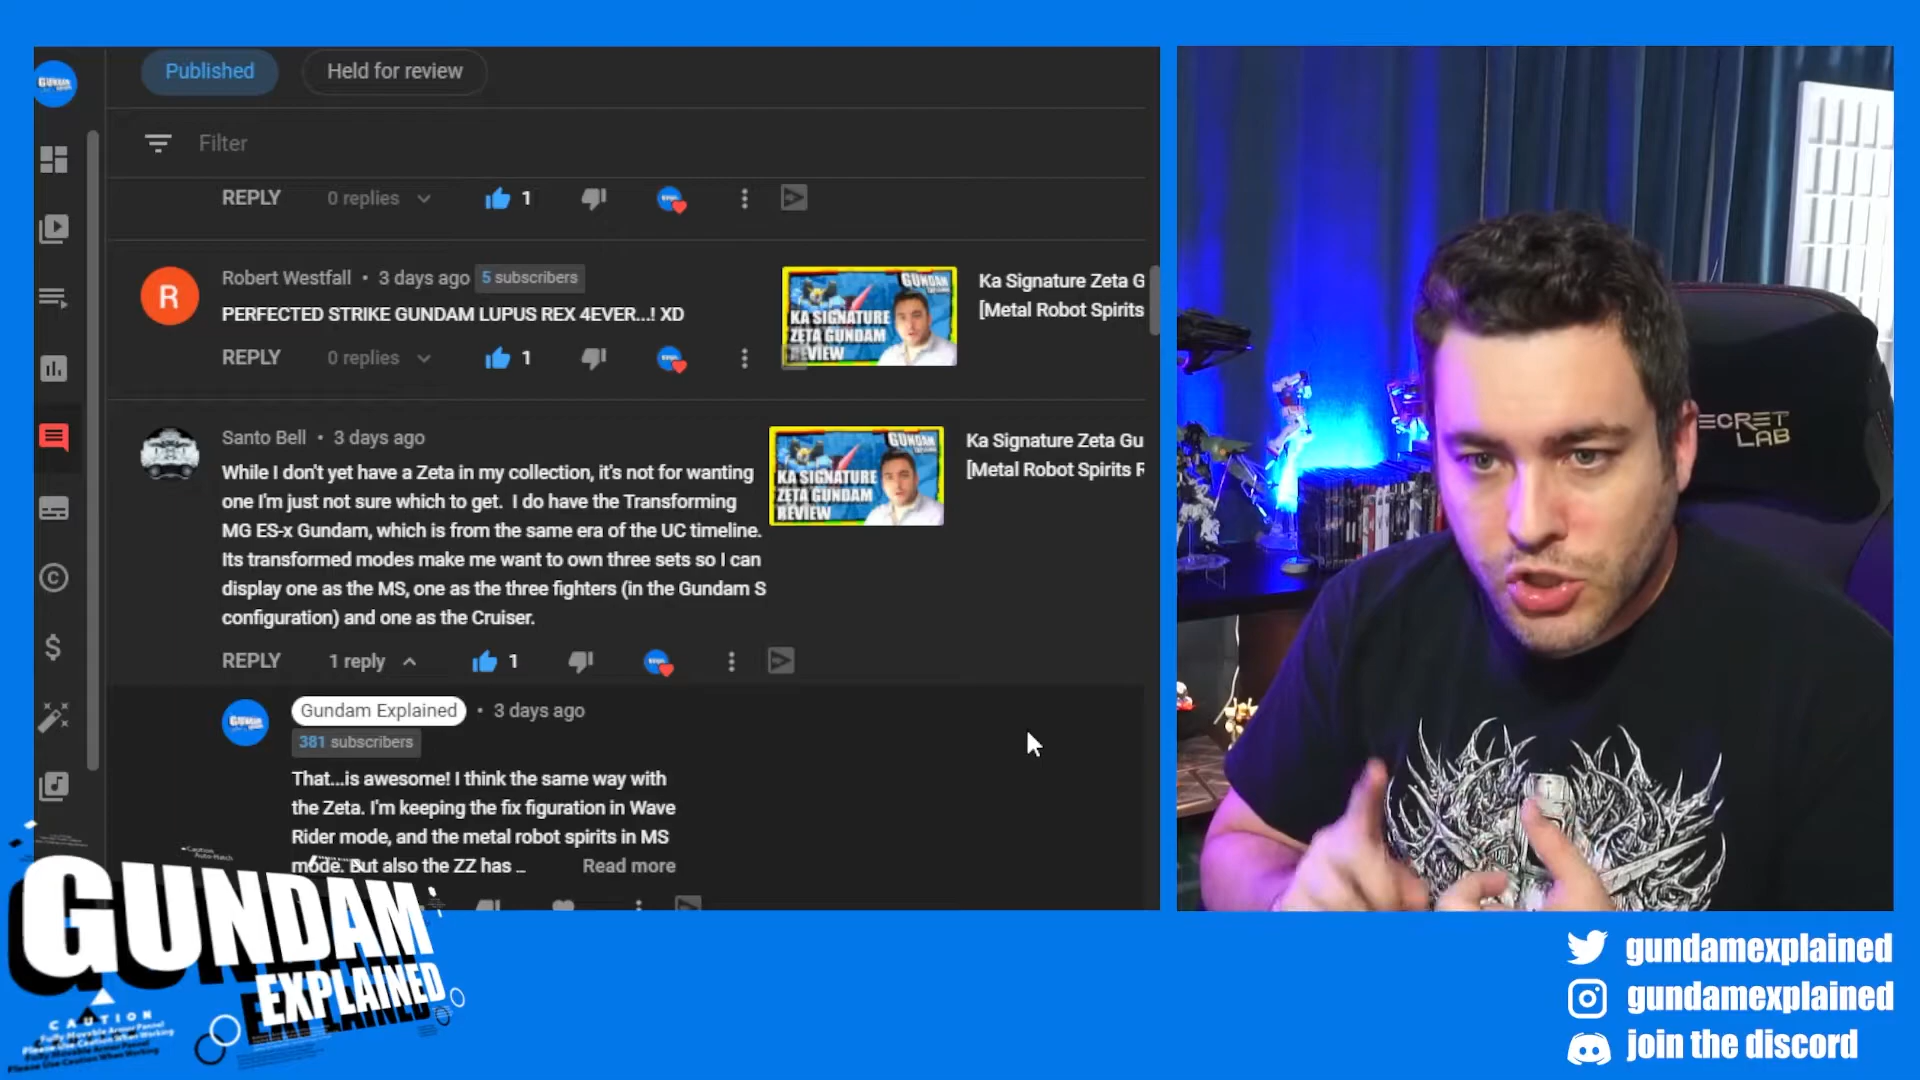 Published
Held for review
Filter
REPLY
0 replies
1
Robert Westfall • 3 days ago
5 subscribers
PERFECTED STRIKE GUNDAM LUPUS REX 4EVER...! XD
REPLY
0 replies
1
GUNDAM
KA SIGNATURE
ZETA GUNDAM
REVIEW
Ka Signature Zeta G
[Metal Robot Spirits
Santo Bell • 3 days ago
While I don't yet have a Zeta in my collection, it's not for wanting
one I'm just not sure which to get. I do have the Transforming
MG ES-x Gundam, which is from the same era of the UC timeline.
Its transformed modes make me want to own three sets so I can
display one as the MS, one as the three fighters (in the Gundam S
configuration) and one as the Cruiser.
REPLY
1 reply
1
GUNDAM
KA SIGNATURE
ZETA GUNDAM
REVIEW
Ka Signature Zeta Gu
[Metal Robot Spirits R
Gundam Explained • 3 days ago
381 subscribers
That...is awesome! I think the same way with
the Zeta. I'm keeping the fix figuration in Wave
Rider mode, and the metal robot spirits in MS
mode. But also the ZZ has ...
Read more
ECRET
LAB
GUNDAM
EXPLAINED
CAUTION
gundamexplained
gundamexplained
join the discord